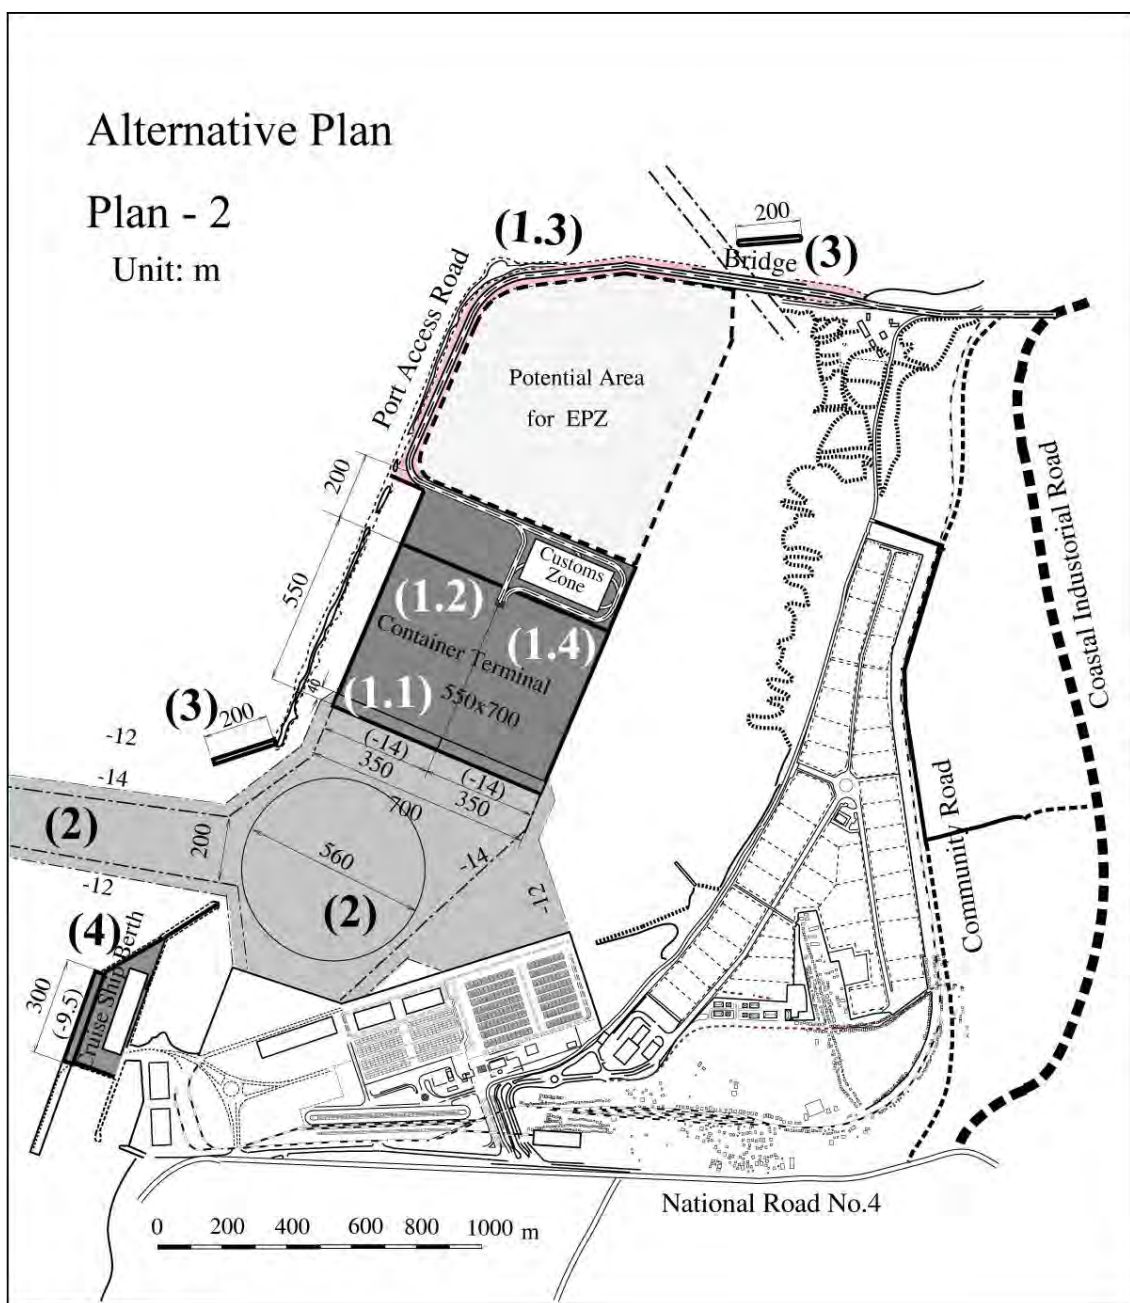 Alternative Plan
Plan - 2
Unit: m
(1.3)
200
Bridge
(3)
Port Access Road
Potential Area
for EPZ
200
550
Customs
Zone
(1.2)
Container Terminal
(1.4)
(1.1)
550x700
40
(3)
200
-12
-14
(-14)
350
(-14)
350
700
(2)
200
560
-14
-12
-12
(2)
(4)
300
(-9.5)
Cruise Ship Berth
Coastal Industorial Road
Community Road
National Road No.4
0 200 400 600 800 1000 m